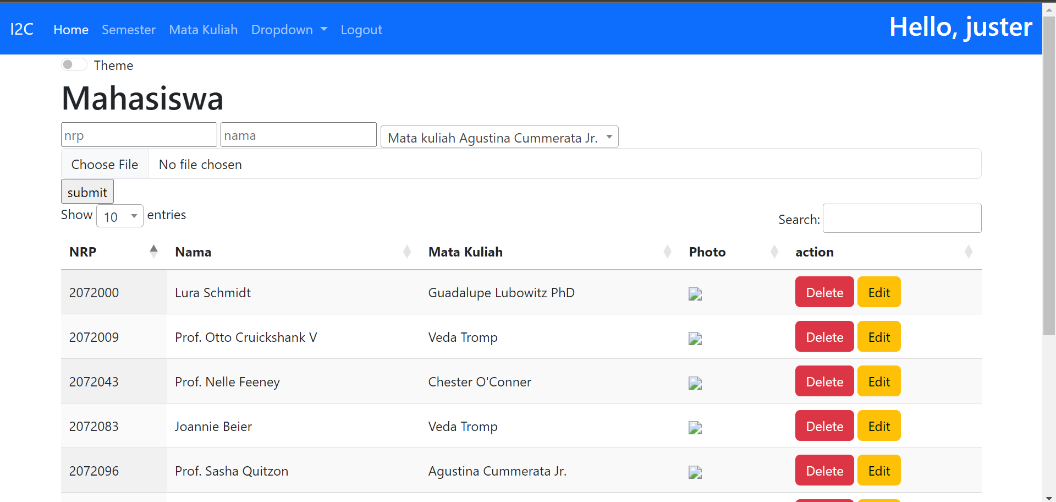 I2C Home Semester Mata Kuliah Dropdown Logout Hello, juster
Theme
Mahasiswa
nrp nama Mata kuliah Agustina Cummerata Jr.
Choose File No file chosen
submit
Show 10 entries Search:
NRP Nama Mata Kuliah Photo action
2072000 Lura Schmidt Guadalupe Lubowitz PhD Delete Edit
2072009 Prof. Otto Cruickshank V Veda Tromp Delete Edit
2072043 Prof. Nelle Feeney Chester O'Conner Delete Edit
2072083 Joannie Beier Veda Tromp Delete Edit
2072096 Prof. Sasha Quitzon Agustina Cummerata Jr. Delete Edit